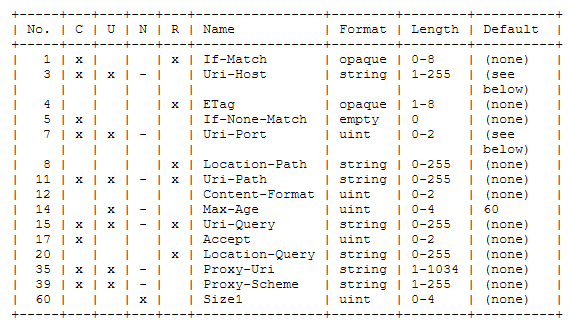 +-----+---+---+---+---+----------------+--------+--------+----------+
| No. | C | U | N | R | Name           | Format | Length | Default  |
+-----+---+---+---+---+----------------+--------+--------+----------+
|   1 | x |   |   | x | If-Match       | opaque | 0-8    | (none)   |
|   3 | x | x | - |   | Uri-Host       | string | 1-255  | (see     |
|     |   |   |   |   |                |        |        | below)   |
|   4 |   |   |   | x | ETag           | opaque | 1-8    | (none)   |
|   5 | x |   |   |   | If-None-Match  | empty  | 0      | (none)   |
|   7 | x | x | - |   | Uri-Port       | uint   | 0-2    | (see     |
|     |   |   |   |   |                |        |        | below)   |
|   8 |   |   |   | x | Location-Path  | string | 0-255  | (none)   |
|  11 | x | x | - | x | Uri-Path       | string | 0-255  | (none)   |
|  12 |   |   |   |   | Content-Format | uint   | 0-2    | (none)   |
|  14 |   | x | - |   | Max-Age        | uint   | 0-4    | 60       |
|  15 | x | x | - | x | Uri-Query      | string | 0-255  | (none)   |
|  17 | x |   |   |   | Accept         | uint   | 0-2    | (none)   |
|  20 |   |   |   | x | Location-Query | string | 0-255  | (none)   |
|  35 | x | x | - |   | Proxy-Uri      | string | 1-1034 | (none)   |
|  39 | x | x | - |   | Proxy-Scheme   | string | 1-255  | (none)   |
|  60 |   |   | x |   | Size1          | uint   | 0-4    | (none)   |
+-----+---+---+---+---+----------------+--------+--------+----------+